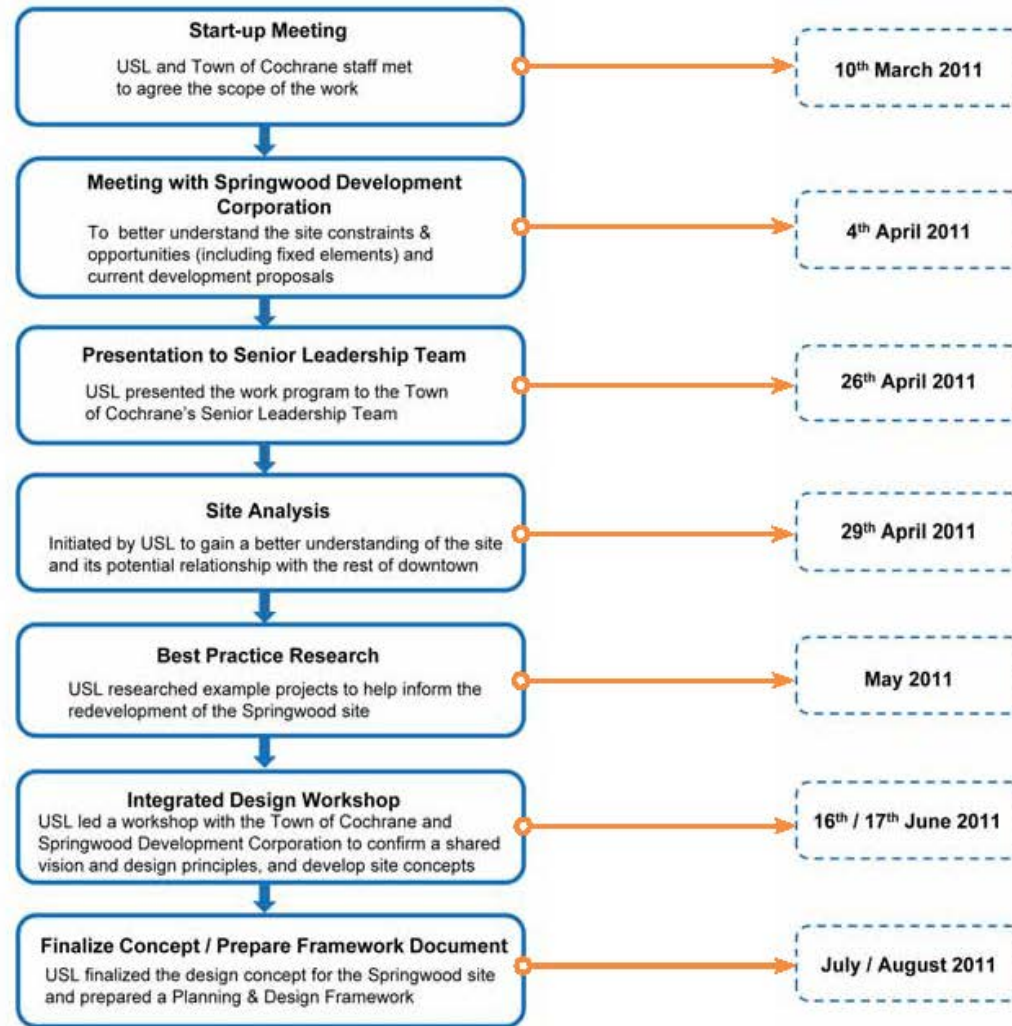 Start-up Meeting
USL and Town of Cochrane staff met
to agree the scope of the work
10th March 2011
Meeting with Springwood Development
Corporation
To better understand the site constraints &
opportunities (including fixed elements) and
current development proposals
4th April 2011
Presentation to Senior Leadership Team
USL presented the work program to the Town
of Cochrane's Senior Leadership Team
26th April 2011
Site Analysis
Initiated by USL to gain a better understanding of the site
and its potential relationship with the rest of downtown
29th April 2011
Best Practice Research
USL researched example projects to help inform the
redevelopment of the Springwood site
May 2011
Integrated Design Workshop
USL led a workshop with the Town of Cochrane and
Springwood Development Corporation to confirm a shared
vision and design principles, and develop site concepts
16th / 17th June 2011
Finalize Concept / Prepare Framework Document
USL finalized the design concept for the Springwood site
and prepared a Planning & Design Framework
July / August 2011